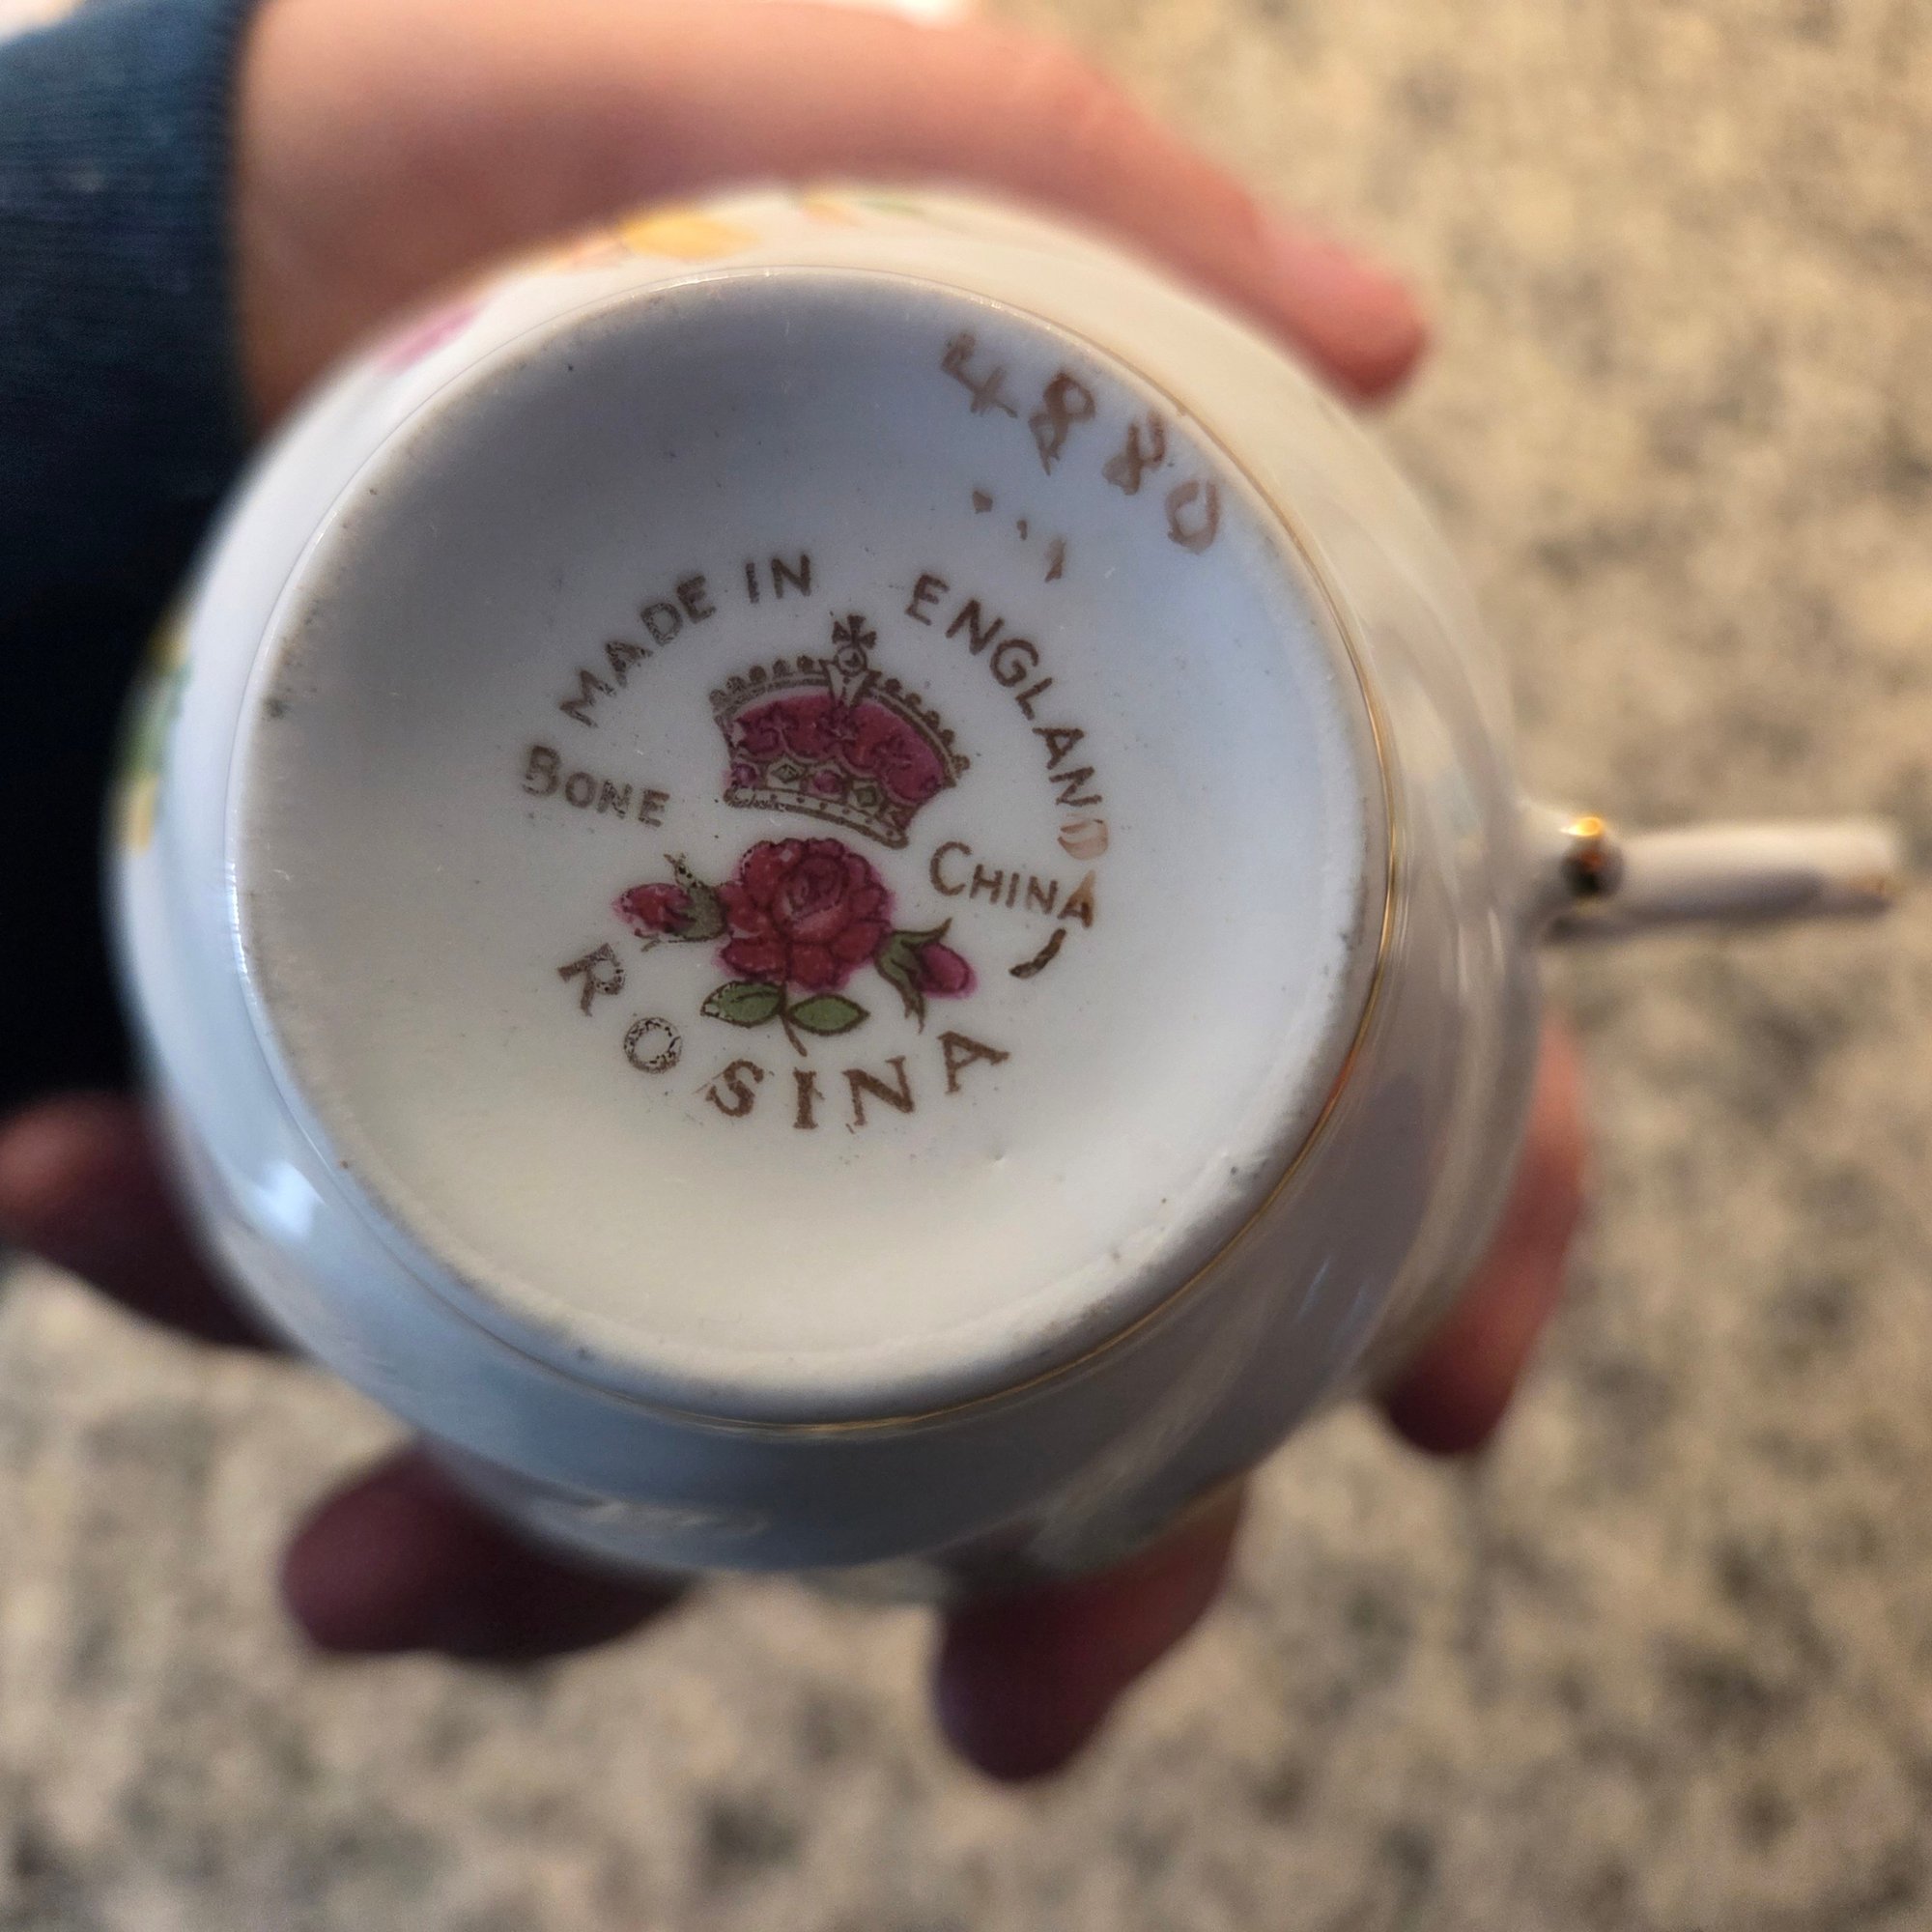 4880
MADE IN ENGLAND
BONE CHINA
ROSINA